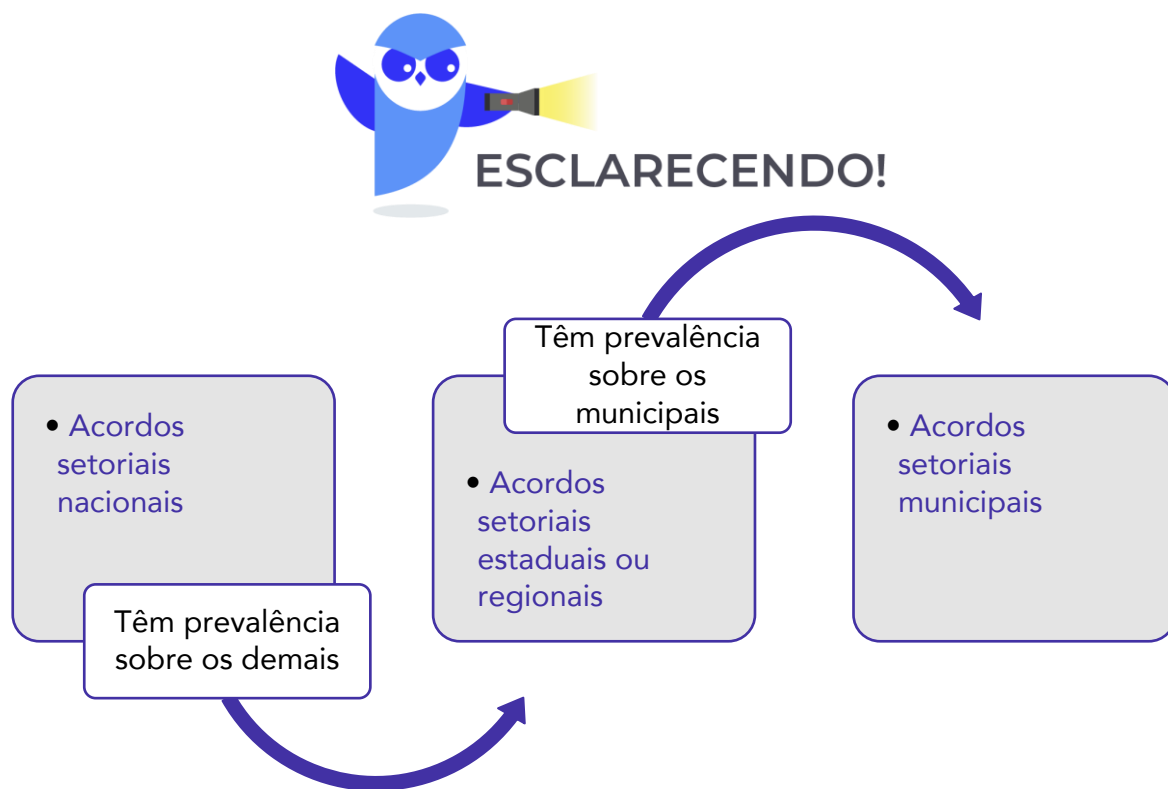 ESCLARECENDO!
• Acordos
setoriais
nacionais
Têm prevalência
sobre os demais
Têm prevalência
sobre os
municipais
• Acordos
setoriais
estaduais ou
regionais
• Acordos
setoriais
municipais